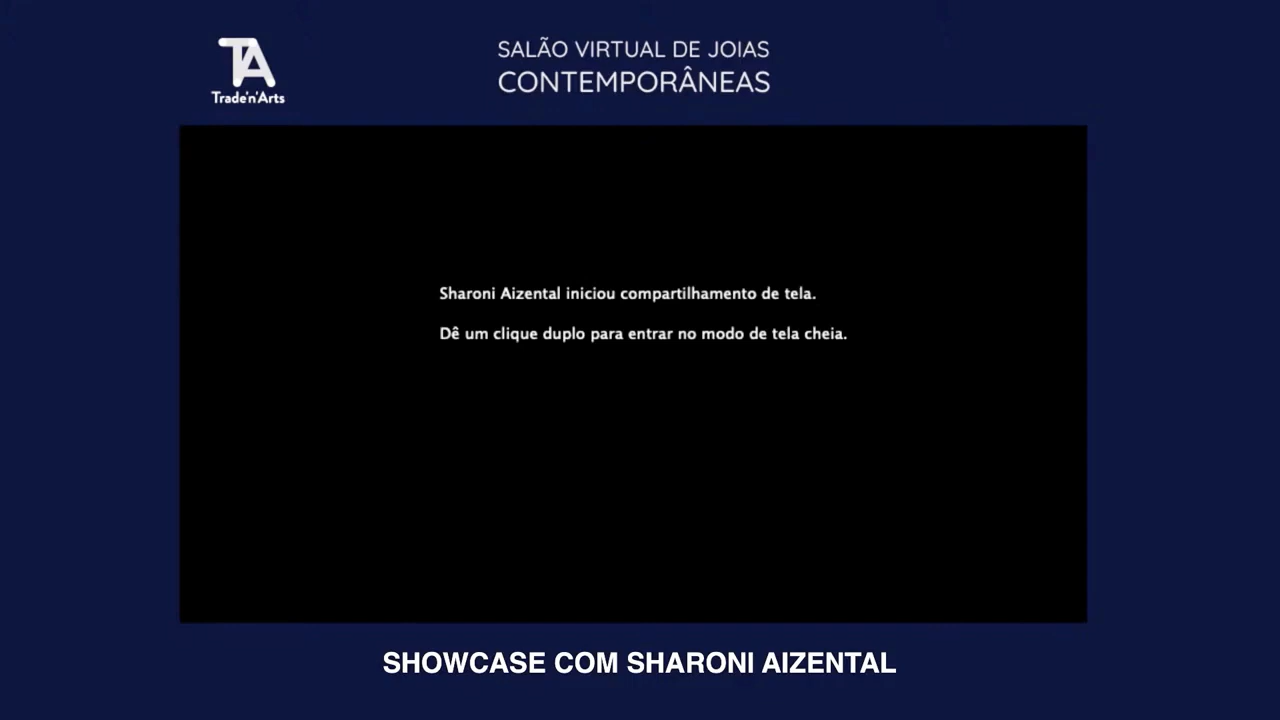 TA
Trade'n'Arts
SALÃO VIRTUAL DE JOIAS
CONTEMPORÂNEAS
Sharoni Aizental iniciou compartilhamento de tela.
Dê um clique duplo para entrar no modo de tela cheia.
SHOWCASE COM SHARONI AIZENTAL